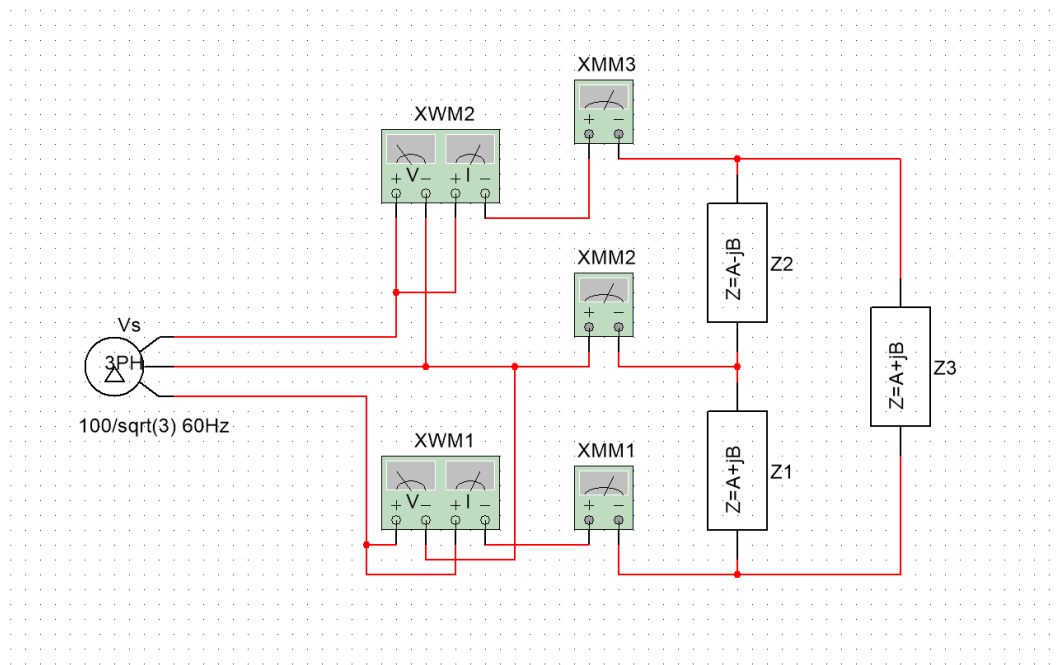 XMM3
+ −
XWM2
+ V − + I −
Z=A-jB
Z2
XMM2
+ −
Vs
3PH
100/sqrt(3) 60Hz
Z=A+jB
Z3
XWM1
+ V − + I −
XMM1
+ −
Z=A+jB
Z1